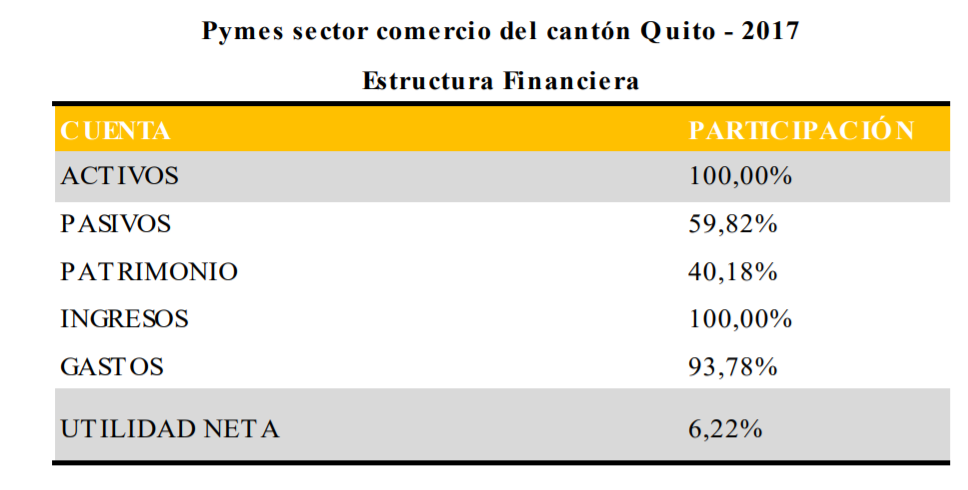 Pymes sector comercio del cantón Quito - 2017
Estructura Financiera
CUENTA PARTICIPACIÓN
ACTIVOS 100,00%
PASIVOS 59,82%
PATRIMONIO 40,18%
INGRESOS 100,00%
GASTOS 93,78%
UTILIDAD NETA 6,22%